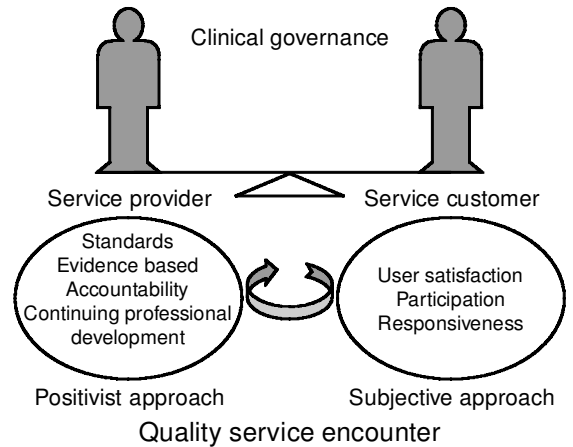 Clinical governance
Service provider
Service customer
Standards
Evidence based
Accountability
Continuing professional
development
User satisfaction
Participation
Responsiveness
Positivist approach
Subjective approach
Quality service encounter